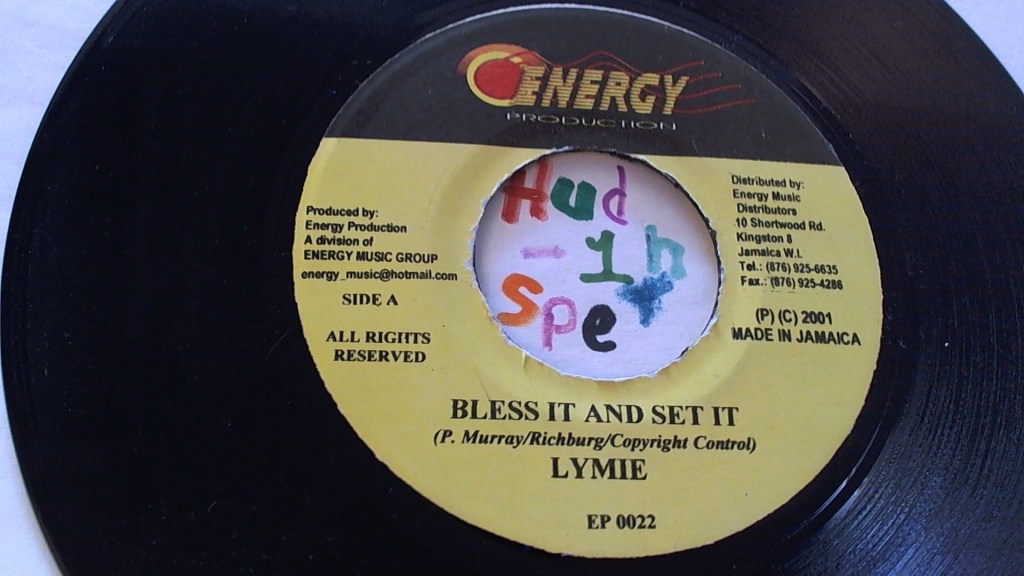 ENERGY
PRODUCTION
Produced by:
Energy Production
A division of
ENERGY MUSIC GROUP
energy_music@hotmail.com
SIDE A
ALL RIGHTS
RESERVED
Hud
- 1h
Spet
Distributed by:
Energy Music
Distributors
10 Shortwood Rd.
Kingston 8
Jamaica W.I.
Tel.: (876) 925-6635
Fax.: (876) 925-4286
(P) (C) 2001
MADE IN JAMAICA
BLESS IT AND SET IT
(P. Murray/Richburg/Copyright Control)
LYMIE
EP 0022